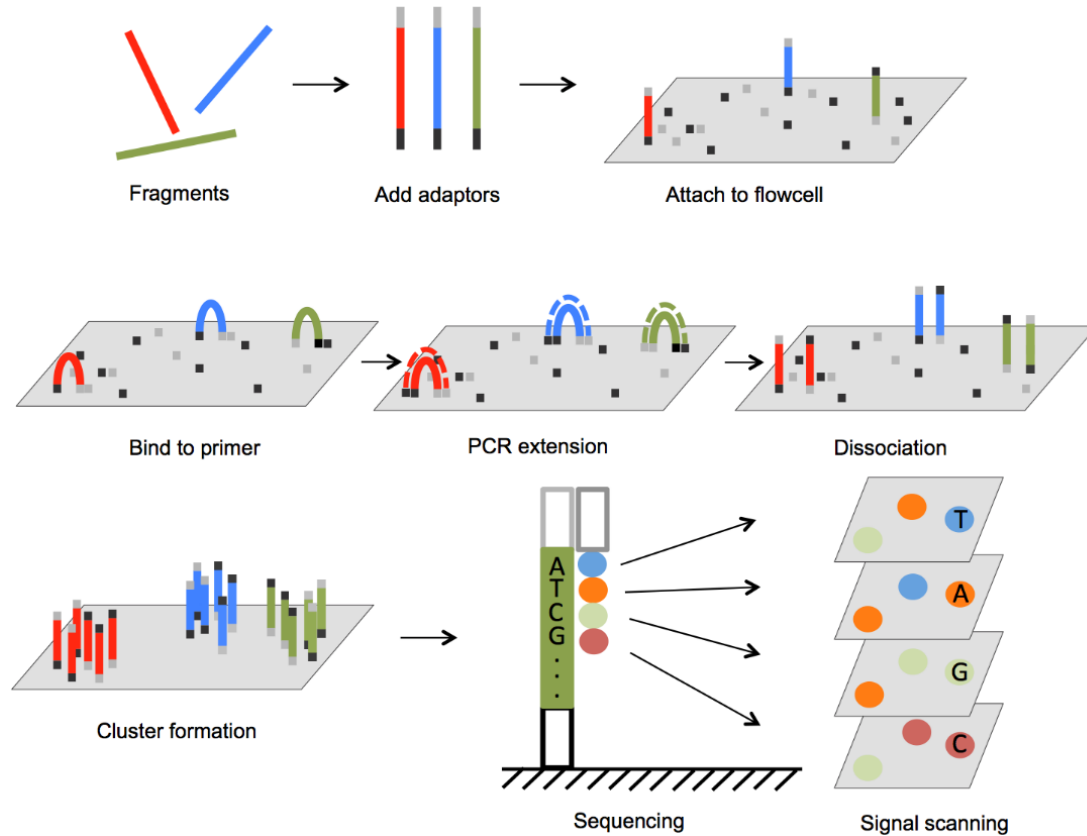 Fragments
Add adaptors
Attach to flowcell
Bind to primer
PCR extension
Dissociation
Cluster formation
A
T
C
G
.
.
.
Sequencing
T
A
G
C
Signal scanning